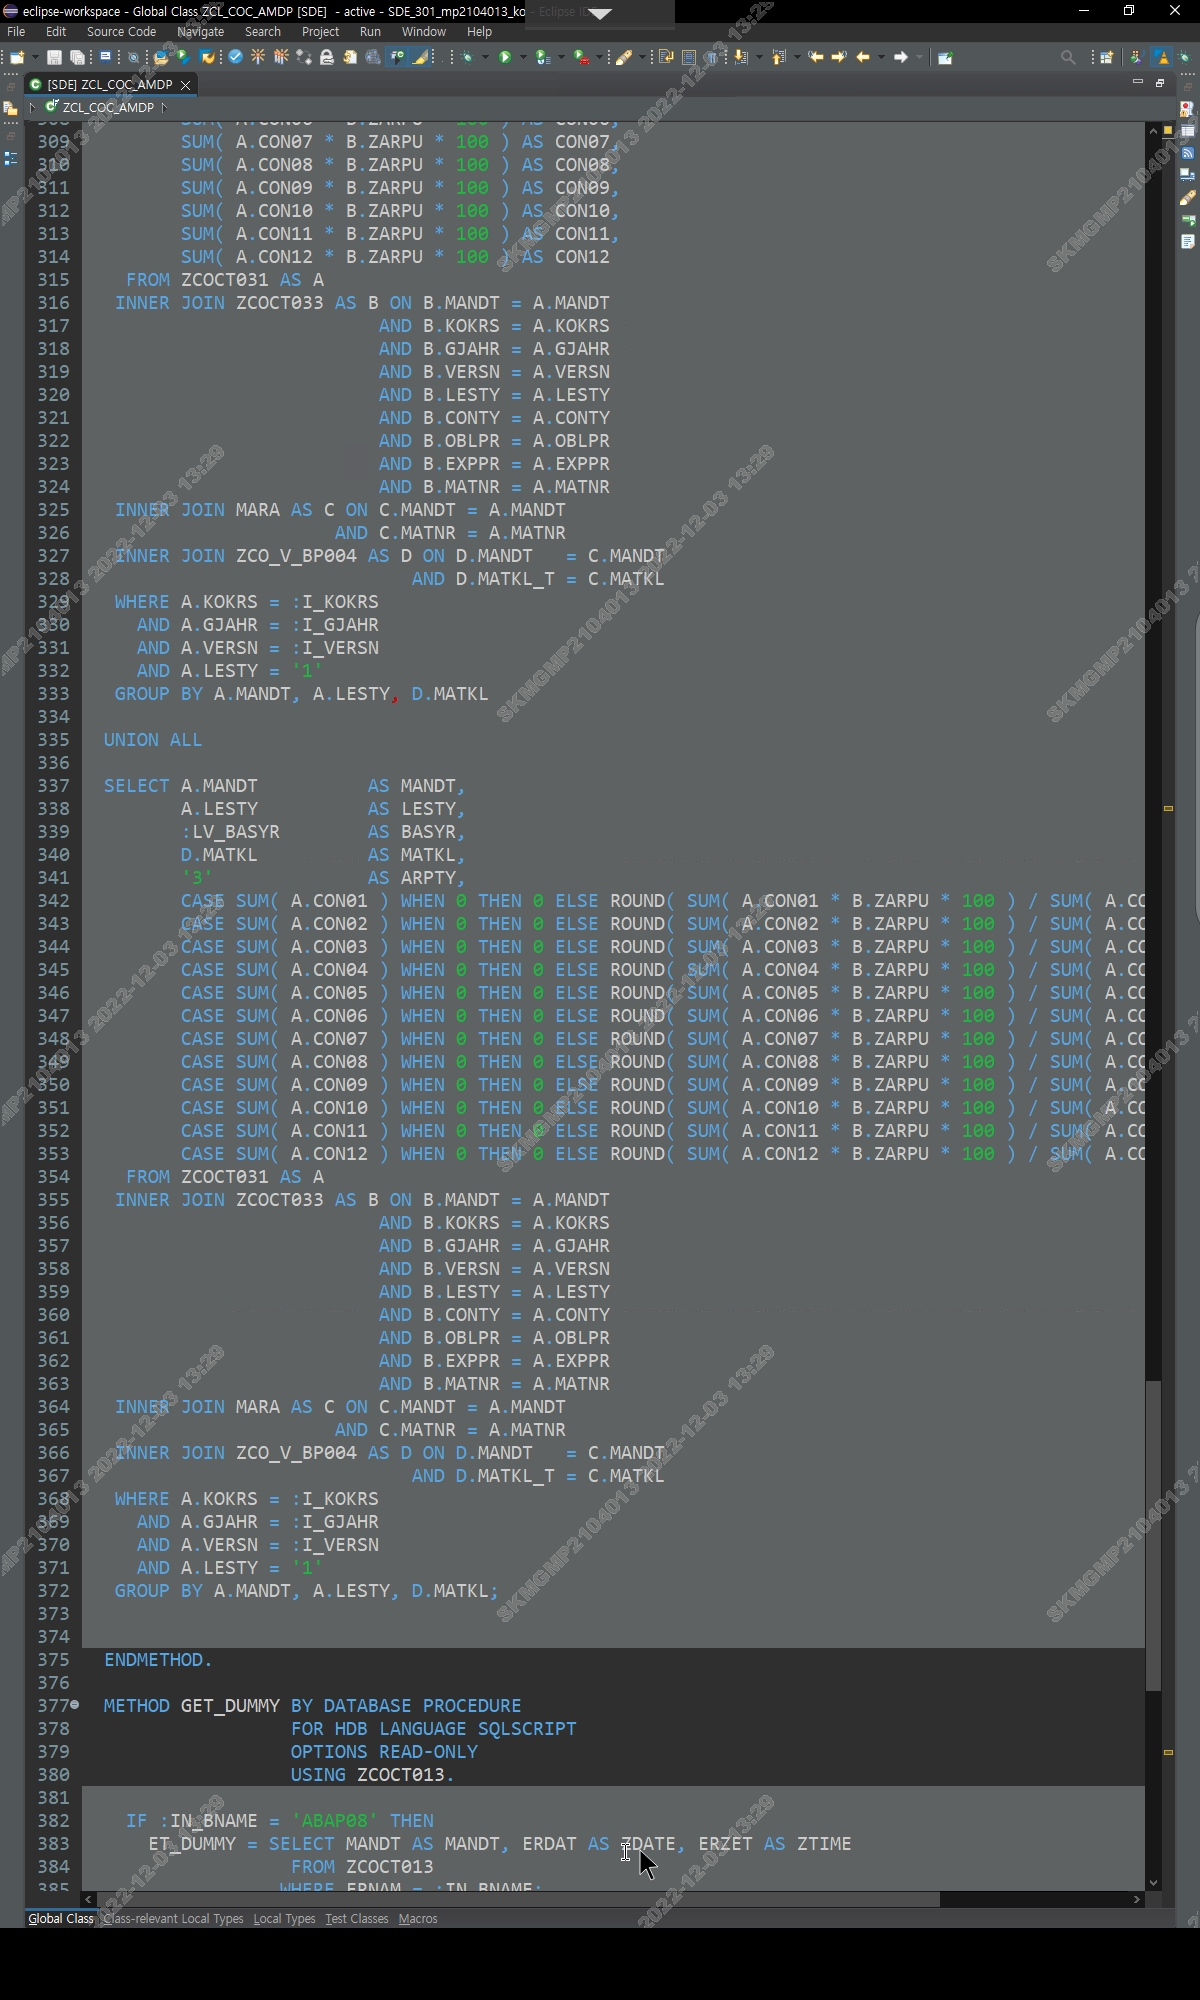 eclipse-workspace - Global Class ZCL_COC_AMDP [SDE] - active - SDE_301_mp2104013_ko - Eclipse IDE
File Edit Source Code Navigate Search Project Run Window Help
[SDE] ZCL_COC_AMDP
ZCL_COC_AMDP
309 SUM( A.CON07 * B.ZARPU * 100 ) AS CON07,
310 SUM( A.CON08 * B.ZARPU * 100 ) AS CON08,
311 SUM( A.CON09 * B.ZARPU * 100 ) AS CON09,
312 SUM( A.CON10 * B.ZARPU * 100 ) AS CON10,
313 SUM( A.CON11 * B.ZARPU * 100 ) AS CON11,
314 SUM( A.CON12 * B.ZARPU * 100 ) AS CON12
315 FROM ZCOCT031 AS A
316 INNER JOIN ZCOCT033 AS B ON B.MANDT = A.MANDT
317 AND B.KOKRS = A.KOKRS
318 AND B.GJAHR = A.GJAHR
319 AND B.VERSN = A.VERSN
320 AND B.LESTY = A.LESTY
321 AND B.CONTY = A.CONTY
322 AND B.OBLPR = A.OBLPR
323 AND B.EXPPR = A.EXPPR
324 AND B.MATNR = A.MATNR
325 INNER JOIN MARA AS C ON C.MANDT = A.MANDT
326 AND C.MATNR = A.MATNR
327 INNER JOIN ZCO_V_BP004 AS D ON D.MANDT = C.MANDT
328 AND D.MATKL_T = C.MATKL
329 WHERE A.KOKRS = :I_KOKRS
330 AND A.GJAHR = :I_GJAHR
331 AND A.VERSN = :I_VERSN
332 AND A.LESTY = '1'
333 GROUP BY A.MANDT, A.LESTY, D.MATKL
334
335 UNION ALL
336
337 SELECT A.MANDT AS MANDT,
338 A.LESTY AS LESTY,
339 :LV_BASYR AS BASYR,
340 D.MATKL AS MATKL,
341 '3' AS ARPTY,
342 CASE SUM( A.CON01 ) WHEN 0 THEN 0 ELSE ROUND( SUM( A.CON01 * B.ZARPU * 100 ) / SUM( A.CO
343 CASE SUM( A.CON02 ) WHEN 0 THEN 0 ELSE ROUND( SUM( A.CON02 * B.ZARPU * 100 ) / SUM( A.CO
344 CASE SUM( A.CON03 ) WHEN 0 THEN 0 ELSE ROUND( SUM( A.CON03 * B.ZARPU * 100 ) / SUM( A.CO
345 CASE SUM( A.CON04 ) WHEN 0 THEN 0 ELSE ROUND( SUM( A.CON04 * B.ZARPU * 100 ) / SUM( A.CO
346 CASE SUM( A.CON05 ) WHEN 0 THEN 0 ELSE ROUND( SUM( A.CON05 * B.ZARPU * 100 ) / SUM( A.CO
347 CASE SUM( A.CON06 ) WHEN 0 THEN 0 ELSE ROUND( SUM( A.CON06 * B.ZARPU * 100 ) / SUM( A.CO
348 CASE SUM( A.CON07 ) WHEN 0 THEN 0 ELSE ROUND( SUM( A.CON07 * B.ZARPU * 100 ) / SUM( A.CO
349 CASE SUM( A.CON08 ) WHEN 0 THEN 0 ELSE ROUND( SUM( A.CON08 * B.ZARPU * 100 ) / SUM( A.CO
350 CASE SUM( A.CON09 ) WHEN 0 THEN 0 ELSE ROUND( SUM( A.CON09 * B.ZARPU * 100 ) / SUM( A.CO
351 CASE SUM( A.CON10 ) WHEN 0 THEN 0 ELSE ROUND( SUM( A.CON10 * B.ZARPU * 100 ) / SUM( A.CO
352 CASE SUM( A.CON11 ) WHEN 0 THEN 0 ELSE ROUND( SUM( A.CON11 * B.ZARPU * 100 ) / SUM( A.CO
353 CASE SUM( A.CON12 ) WHEN 0 THEN 0 ELSE ROUND( SUM( A.CON12 * B.ZARPU * 100 ) / SUM( A.CO
354 FROM ZCOCT031 AS A
355 INNER JOIN ZCOCT033 AS B ON B.MANDT = A.MANDT
356 AND B.KOKRS = A.KOKRS
357 AND B.GJAHR = A.GJAHR
358 AND B.VERSN = A.VERSN
359 AND B.LESTY = A.LESTY
360 AND B.CONTY = A.CONTY
361 AND B.OBLPR = A.OBLPR
362 AND B.EXPPR = A.EXPPR
363 AND B.MATNR = A.MATNR
364 INNER JOIN MARA AS C ON C.MANDT = A.MANDT
365 AND C.MATNR = A.MATNR
366 INNER JOIN ZCO_V_BP004 AS D ON D.MANDT = C.MANDT
367 AND D.MATKL_T = C.MATKL
368 WHERE A.KOKRS = :I_KOKRS
369 AND A.GJAHR = :I_GJAHR
370 AND A.VERSN = :I_VERSN
371 AND A.LESTY = '1'
372 GROUP BY A.MANDT, A.LESTY, D.MATKL;
373
374
375 ENDMETHOD.
376
377 METHOD GET_DUMMY BY DATABASE PROCEDURE
378 FOR HDB LANGUAGE SQLSCRIPT
379 OPTIONS READ-ONLY
380 USING ZCOCT013.
381
382 IF :IN_BNAME = 'ABAP08' THEN
383 ET_DUMMY = SELECT MANDT AS MANDT, ERDAT AS ZDATE, ERZET AS ZTIME
384 FROM ZCOCT013
385 WHERE ERNAM = :IN_BNAME;
Global Class Class-relevant Local Types Local Types Test Classes Macros
SKMGMP2104013 2022-12-03 13:29